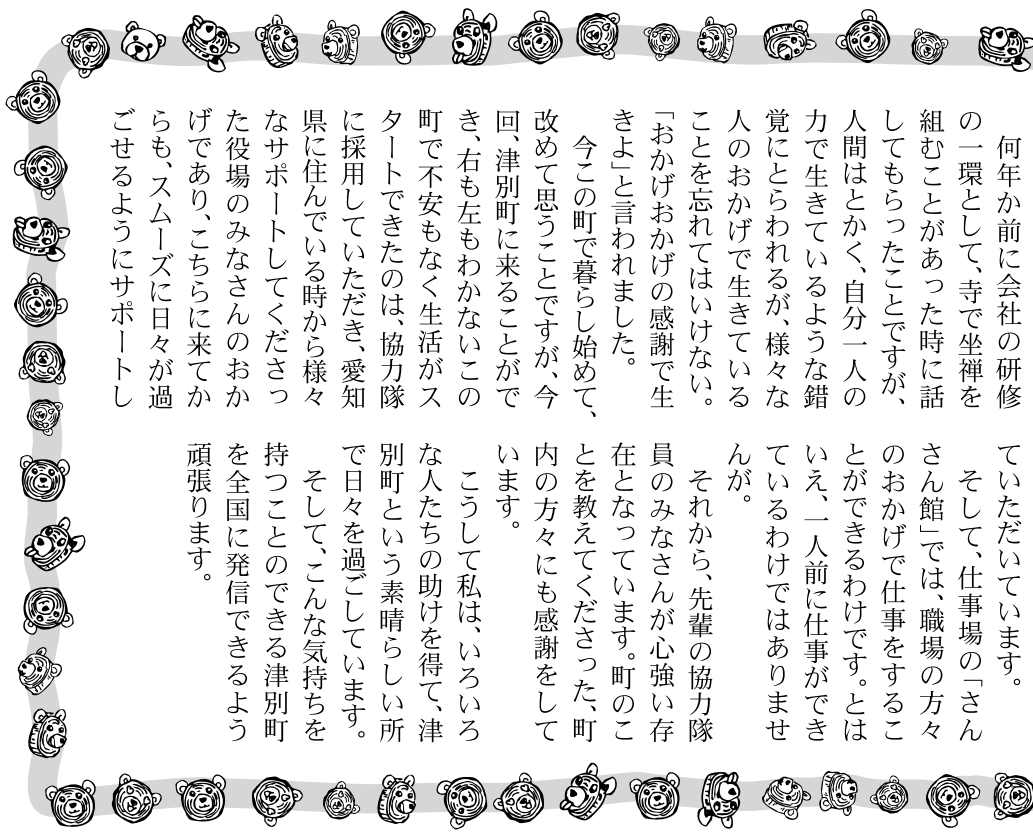 何年か前に会社の研修
の一環として、寺で坐禅を
組むことがあった時に話
してもらったことですが、
人間はとかく、自分一人の
力で生きているような錯
覚にとらわれるが、様々な
人のおかげで生きている
ことを忘れてはいけない。
「おかげおかげの感謝で生
きよ」と言われました。
今この町で暮らし始めて、
改めて思うことですが、今
回、津別町に来ることがで
き、右も左もわかないこの
町で不安もなく生活がス
タートできたのは、協力隊
に採用していただき、愛知
県に住んでいる時から様々
なサポートしてくださっ
た役場のみなさんのおか
げであり、こちらに来てか
らも、スムーズに日々が過
ごせるようにサポートし
ていただいています。
そして、仕事場の「さん
さん館」では、職場の方々
のおかげで仕事をするこ
とができるわけです。とは
いえ、一人前に仕事ができ
ているわけではありませ
んが。
それから、先輩の協力隊
員のみなさんが心強い存
在となっています。町のこ
とを教えてくださった、町
内の方々にも感謝をして
います。
こうして私は、いろいろ
な人たちの助けを得て、津
別町という素晴らしい所
で日々を過ごしています。
そして、こんな気持ちを
持つことのできる津別町
を全国に発信できるよう
頑張ります。